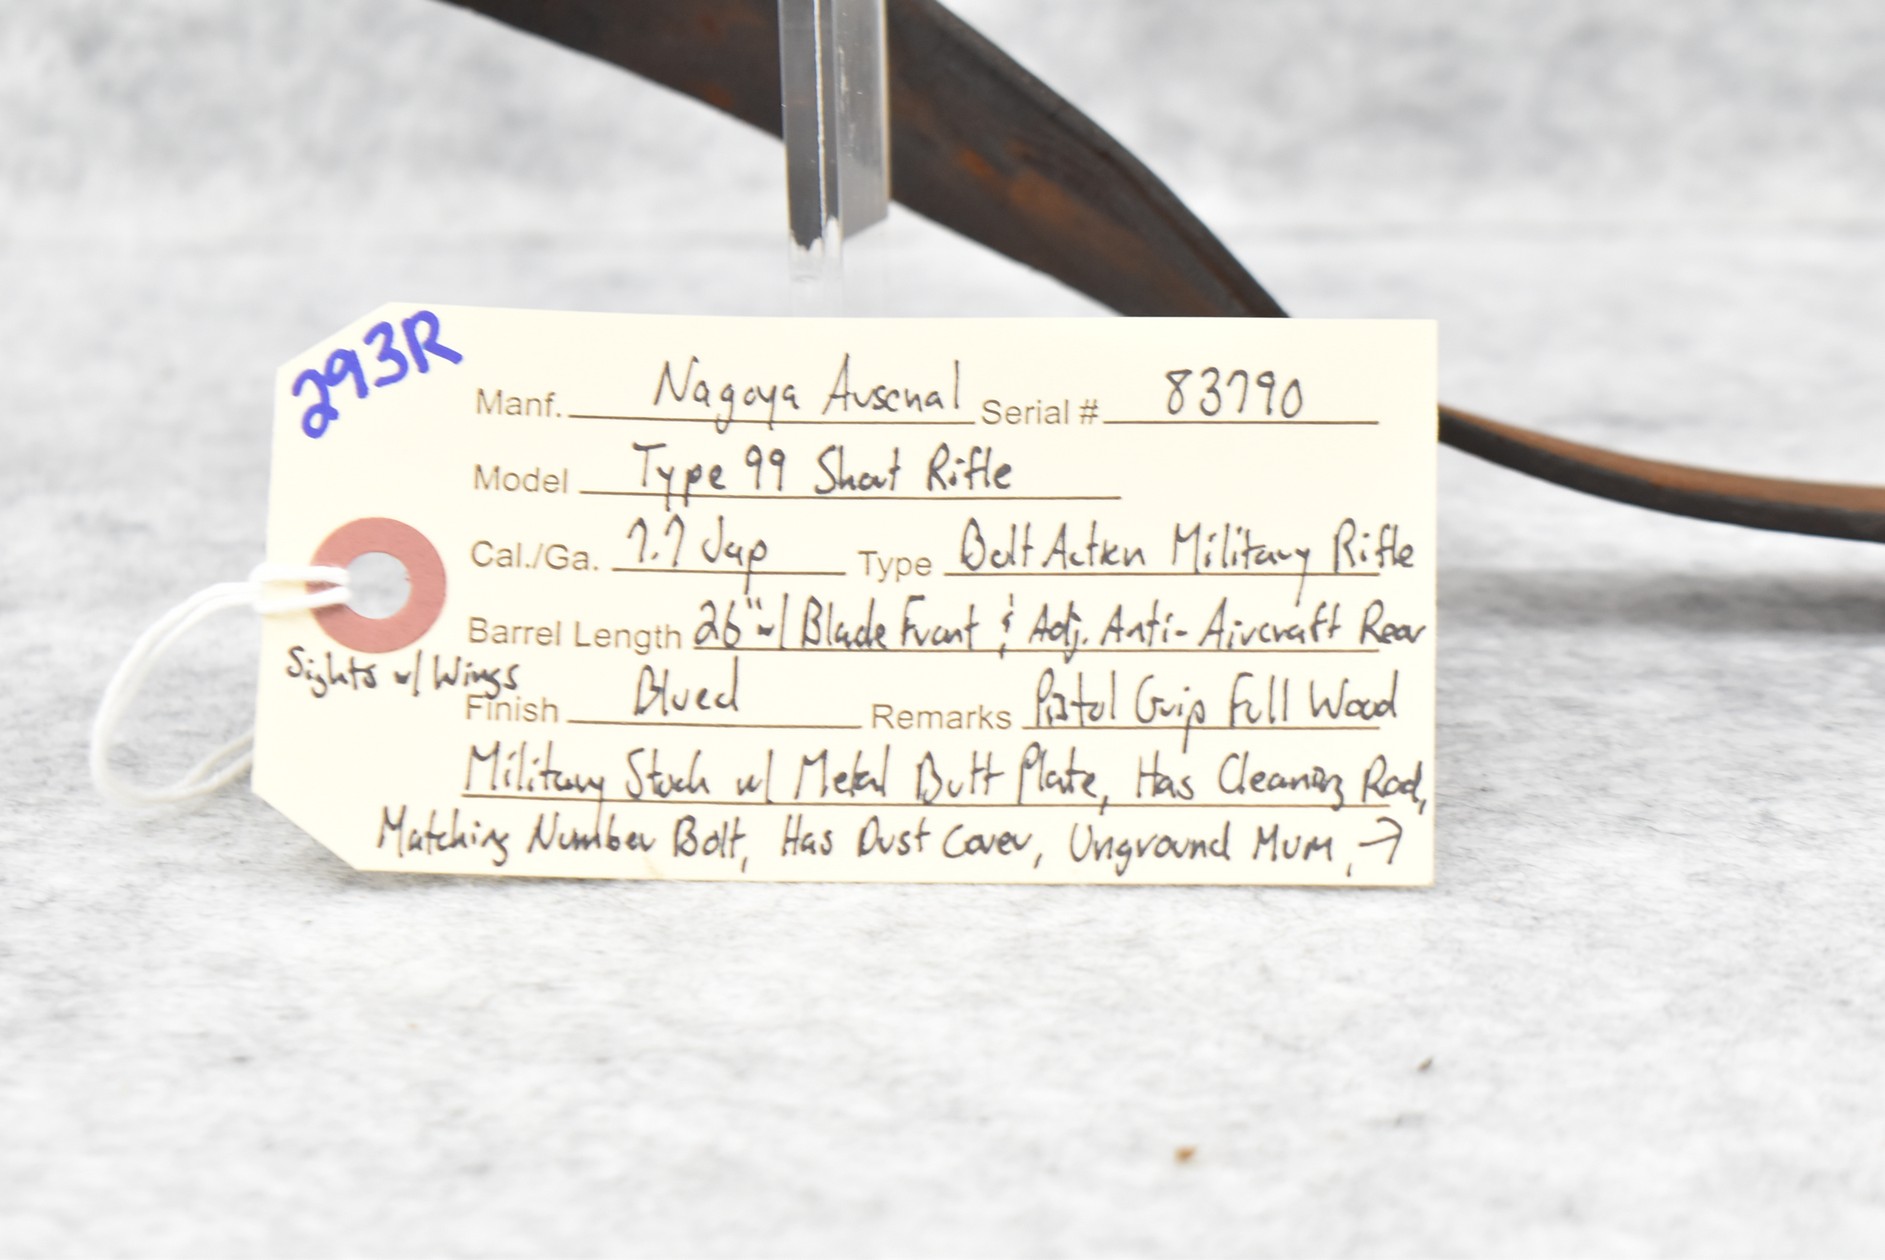 293R
Manf. Nagoya Arsenal Serial # 83790
Model Type 99 Short Rifle
Cal./Ga. 7.7 Jap Type Bolt Action Military Rifle
Barrel Length 26" w/ Blade Front & Adj. Anti-Aircraft Rear
Sights w/ Wings
Finish Blued Remarks Pistol Grip Full Wood
Military Stock w/ Metal Butt Plate, Has Cleaning Rod,
Matching Number Bolt, Has Dust Cover, Unground Mum, →